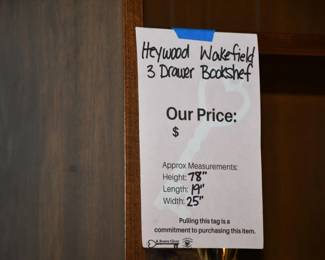 Heywood Wakefield
3 Drawer Bookshef
Our Price:
$
Approx Measurements:
Height: 78"
Length: 19"
Width: 25"
Pulling this tag is a
commitment to purchasing this item.